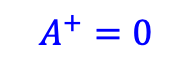 A⁺ = 0